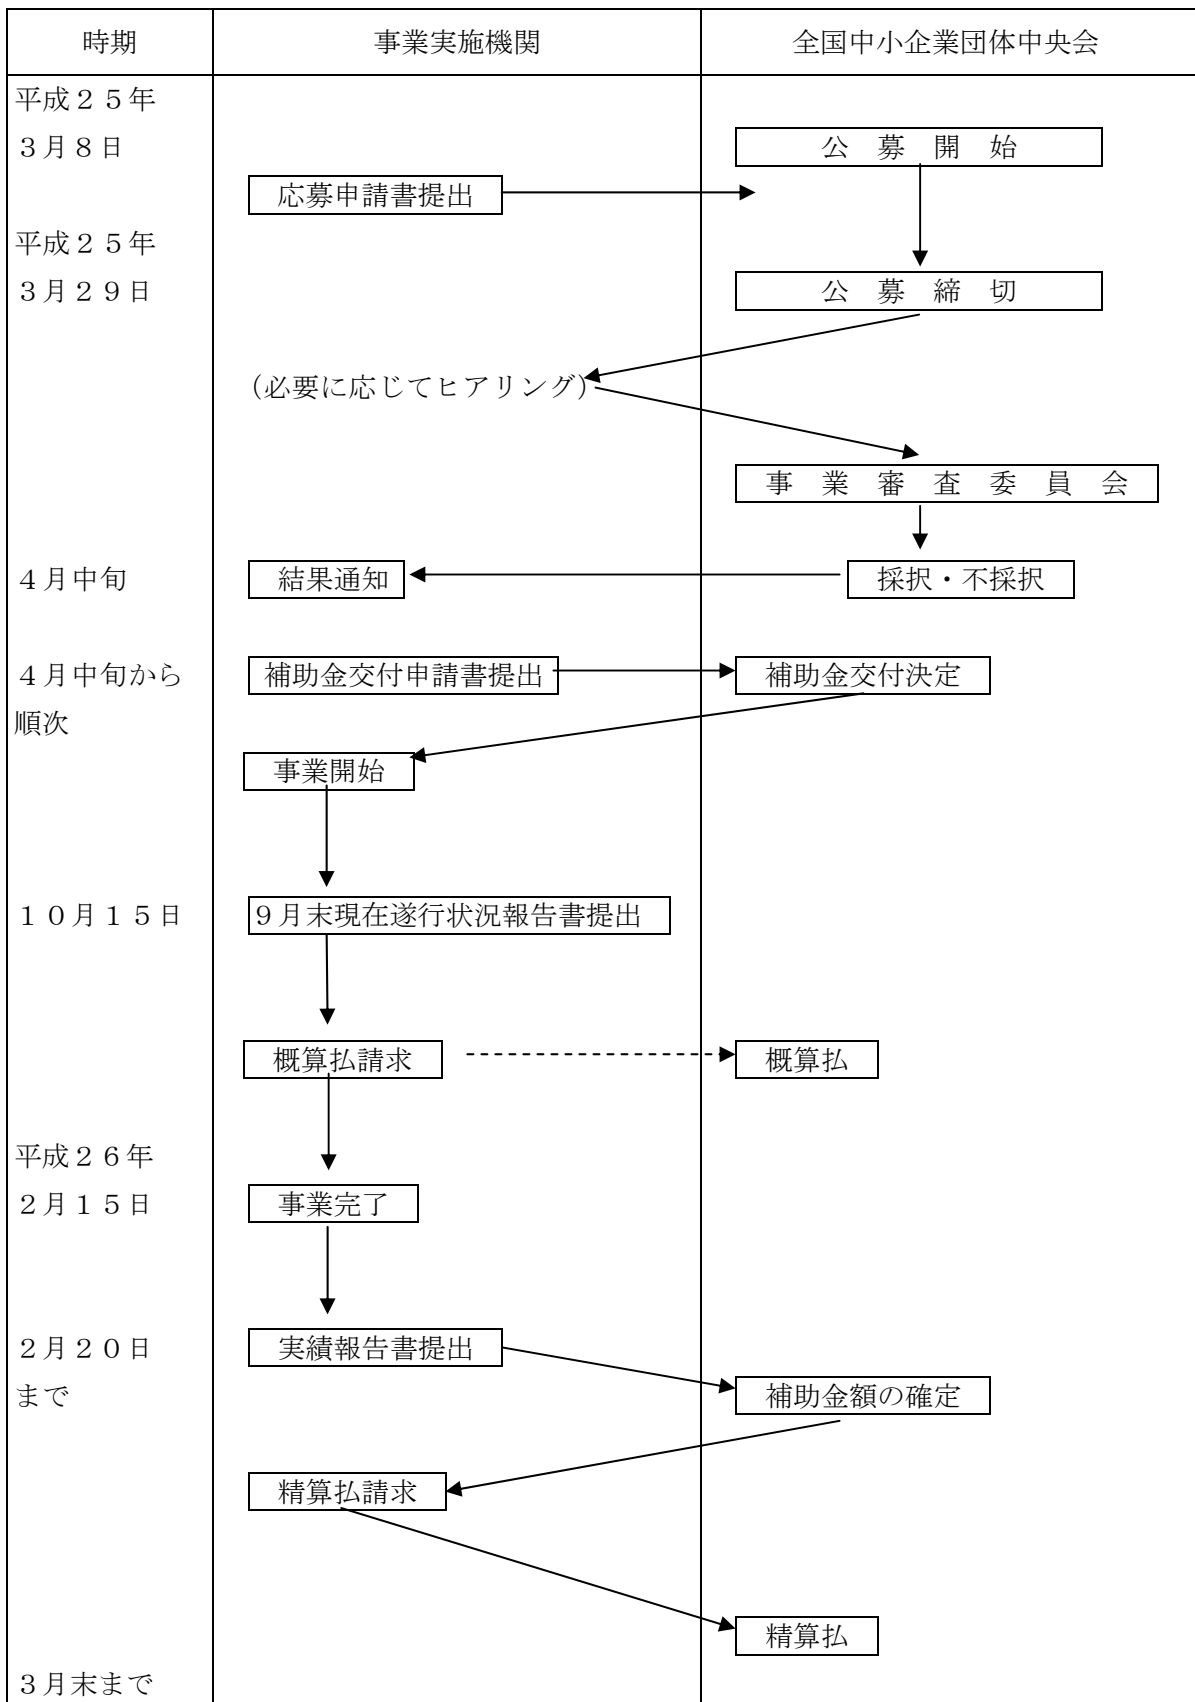 時期 事業実施機関 全国中小企業団体中央会
平成２５年
３月８日 公　募　開　始
応募申請書提出
平成２５年
３月２９日 公　募　締　切
（必要に応じてヒアリング）
事　業　審　査　委　員　会
４月中旬 結果通知 採択・不採択
４月中旬から 補助金交付申請書提出 補助金交付決定
順次
事業開始
１０月１５日 ９月末現在遂行状況報告書提出
概算払請求 概算払
平成２６年
２月１５日 事業完了
２月２０日 実績報告書提出
まで 補助金額の確定
精算払請求
精算払
３月末まで